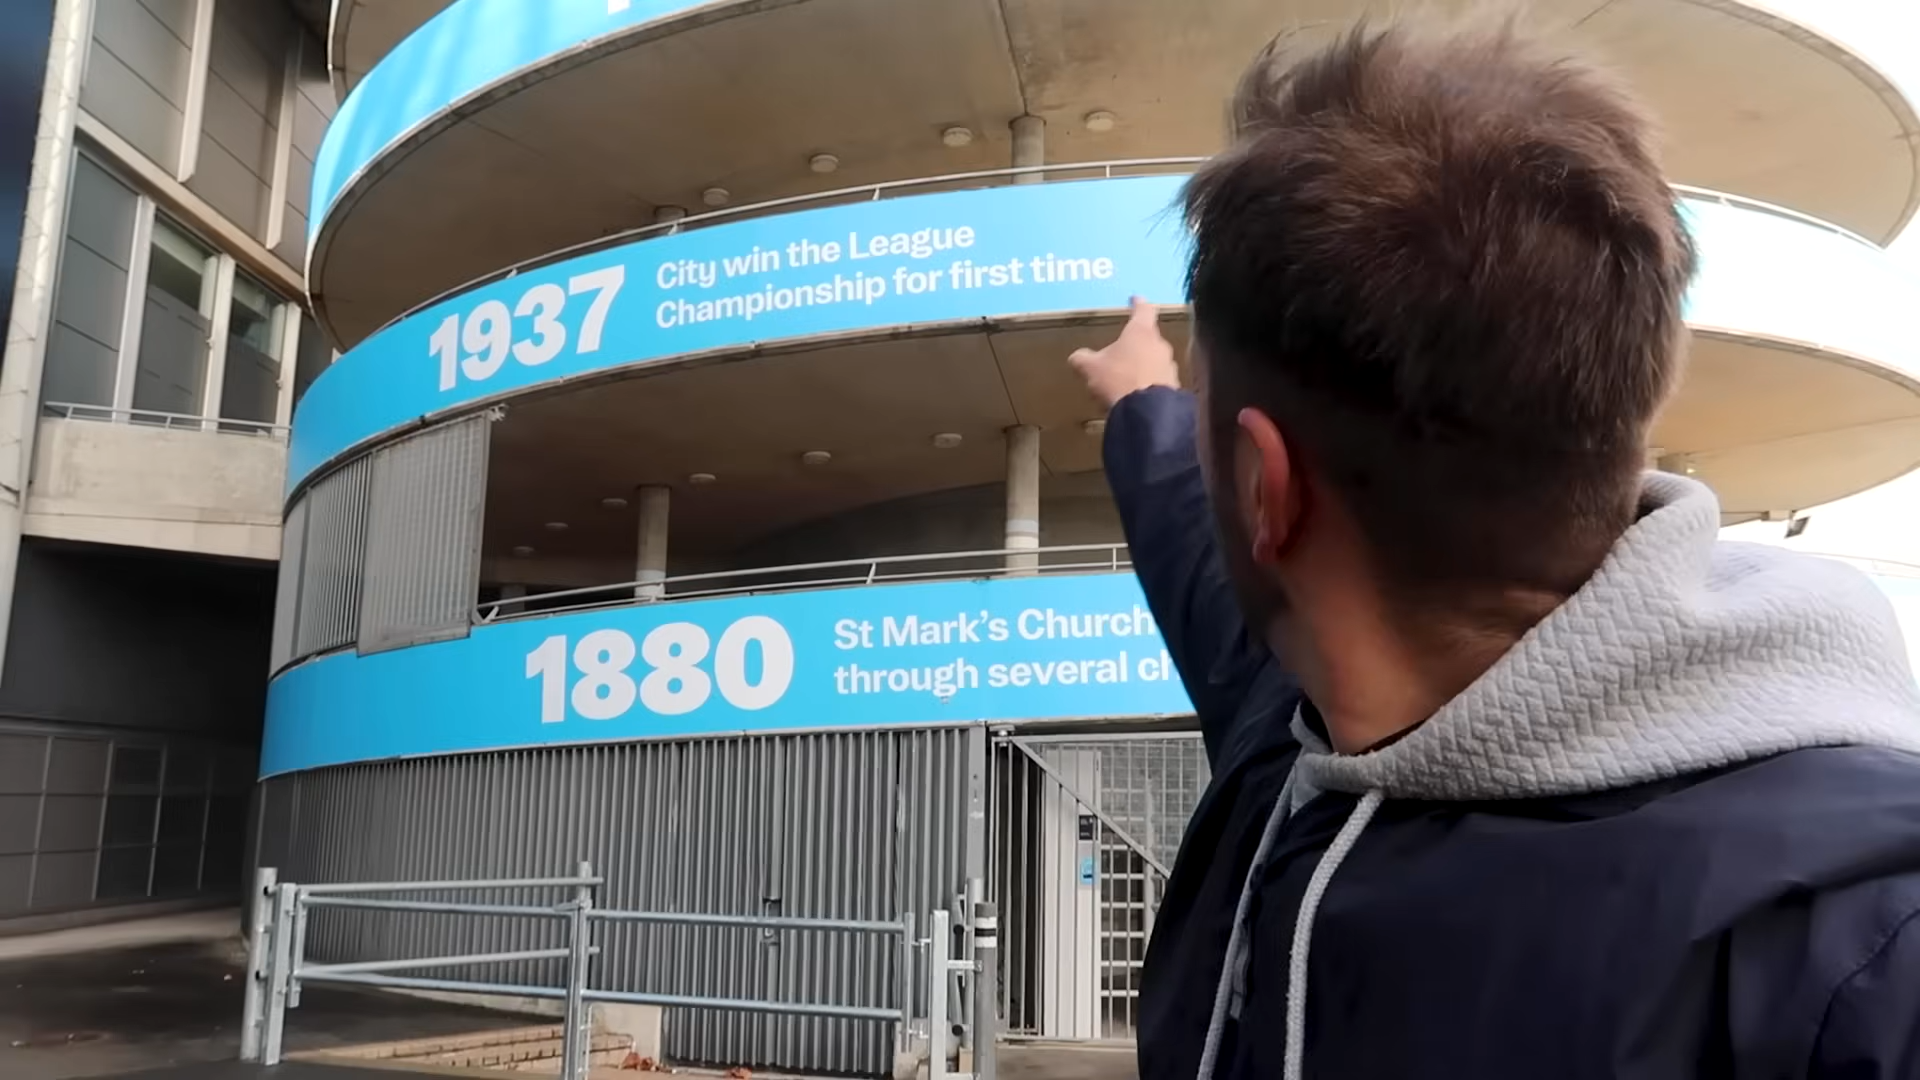 1937
City win the League
Championship for first time
1880
St Mark's Church
through several